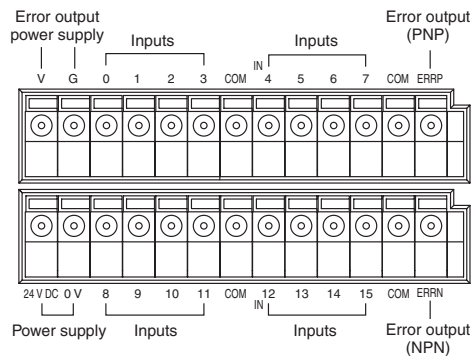 Error output
power supply
Inputs
Inputs
Error output
(PNP)
V G 0 1 2 3 COM IN 4 5 6 7 COM ERRP
24 V DC 0 V 8 9 10 11 COM IN 12 13 14 15 COM ERRN
Power supply
Inputs
Inputs
Error output
(NPN)